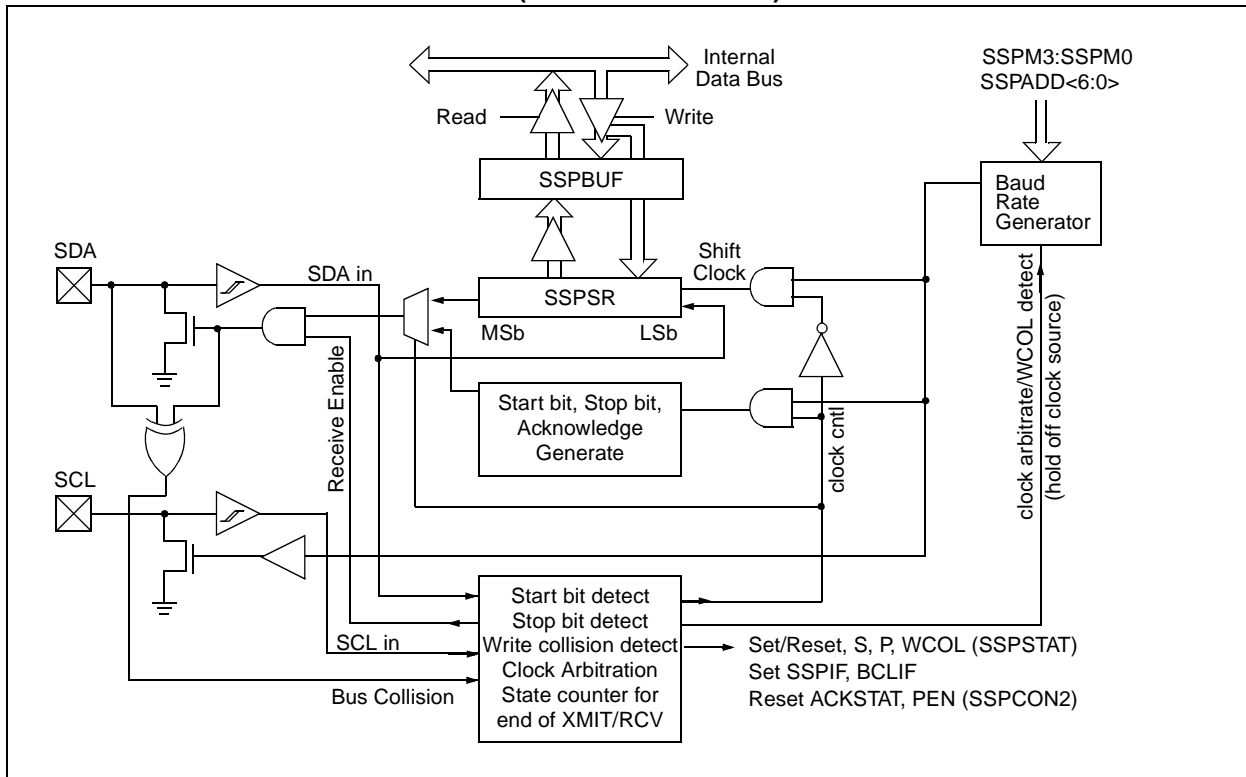 Internal
Data Bus
SSPM3:SSPM0
SSPADD<6:0>
Read
Write
SSPBUF
Baud
Rate
Generator
SDA
SDA in
Shift
Clock
SSPSR
MSb
LSb
Start bit, Stop bit,
Acknowledge
Generate
Receive Enable
clock cntl
clock arbitrate/WCOL detect
(hold off clock source)
SCL
SCL in
Bus Collision
Start bit detect
Stop bit detect
Write collision detect
Clock Arbitration
State counter for
end of XMIT/RCV
Set/Reset, S, P, WCOL (SSPSTAT)
Set SSPIF, BCLIF
Reset ACKSTAT, PEN (SSPCON2)